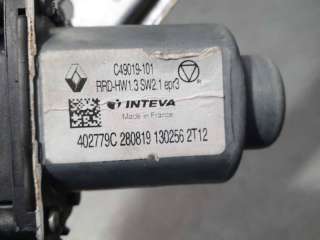 C49019-101
RRD-HW1.3 SW2.1 epr3
INTEVA
Made in France
402779C 280819 130256 2T12